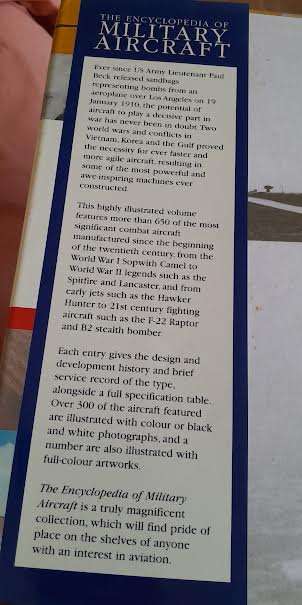 THE ENCYCLOPEDIA OF
MILITARY
AIRCRAFT
Ever since US Army Lieutenant Paul
Beck released sandbags
representing bombs from an
aeroplane over Los Angeles on 19
January 1910, the potential of
aircraft to play a decisive part in
war has never been in doubt. Two
world wars and conflicts in
Vietnam, Korea and the Gulf proved
the necessity for ever faster and
more agile aircraft, resulting in
some of the most powerful and
awe-inspiring machines ever
constructed.
This highly illustrated volume
features more than 650 of the most
significant combat aircraft
manufactured since the beginning
of the twentieth century, from the
World War I Sopwith Camel to
World War II legends such as the
Spitfire and Lancaster, and from
early jets such as the Hawker
Hunter to 21st century fighting
aircraft such as the F-22 Raptor
and B2 stealth bomber.
Each entry gives the design and
development history and brief
service record of the type,
alongside a full specification table.
Over 300 of the aircraft featured
are illustrated with colour or black
and white photographs, and a
number are also illustrated with
full-colour artworks.
The Encyclopedia of Military
Aircraft is a truly magnificent
collection, which will find pride of
place on the shelves of anyone
with an interest in aviation.